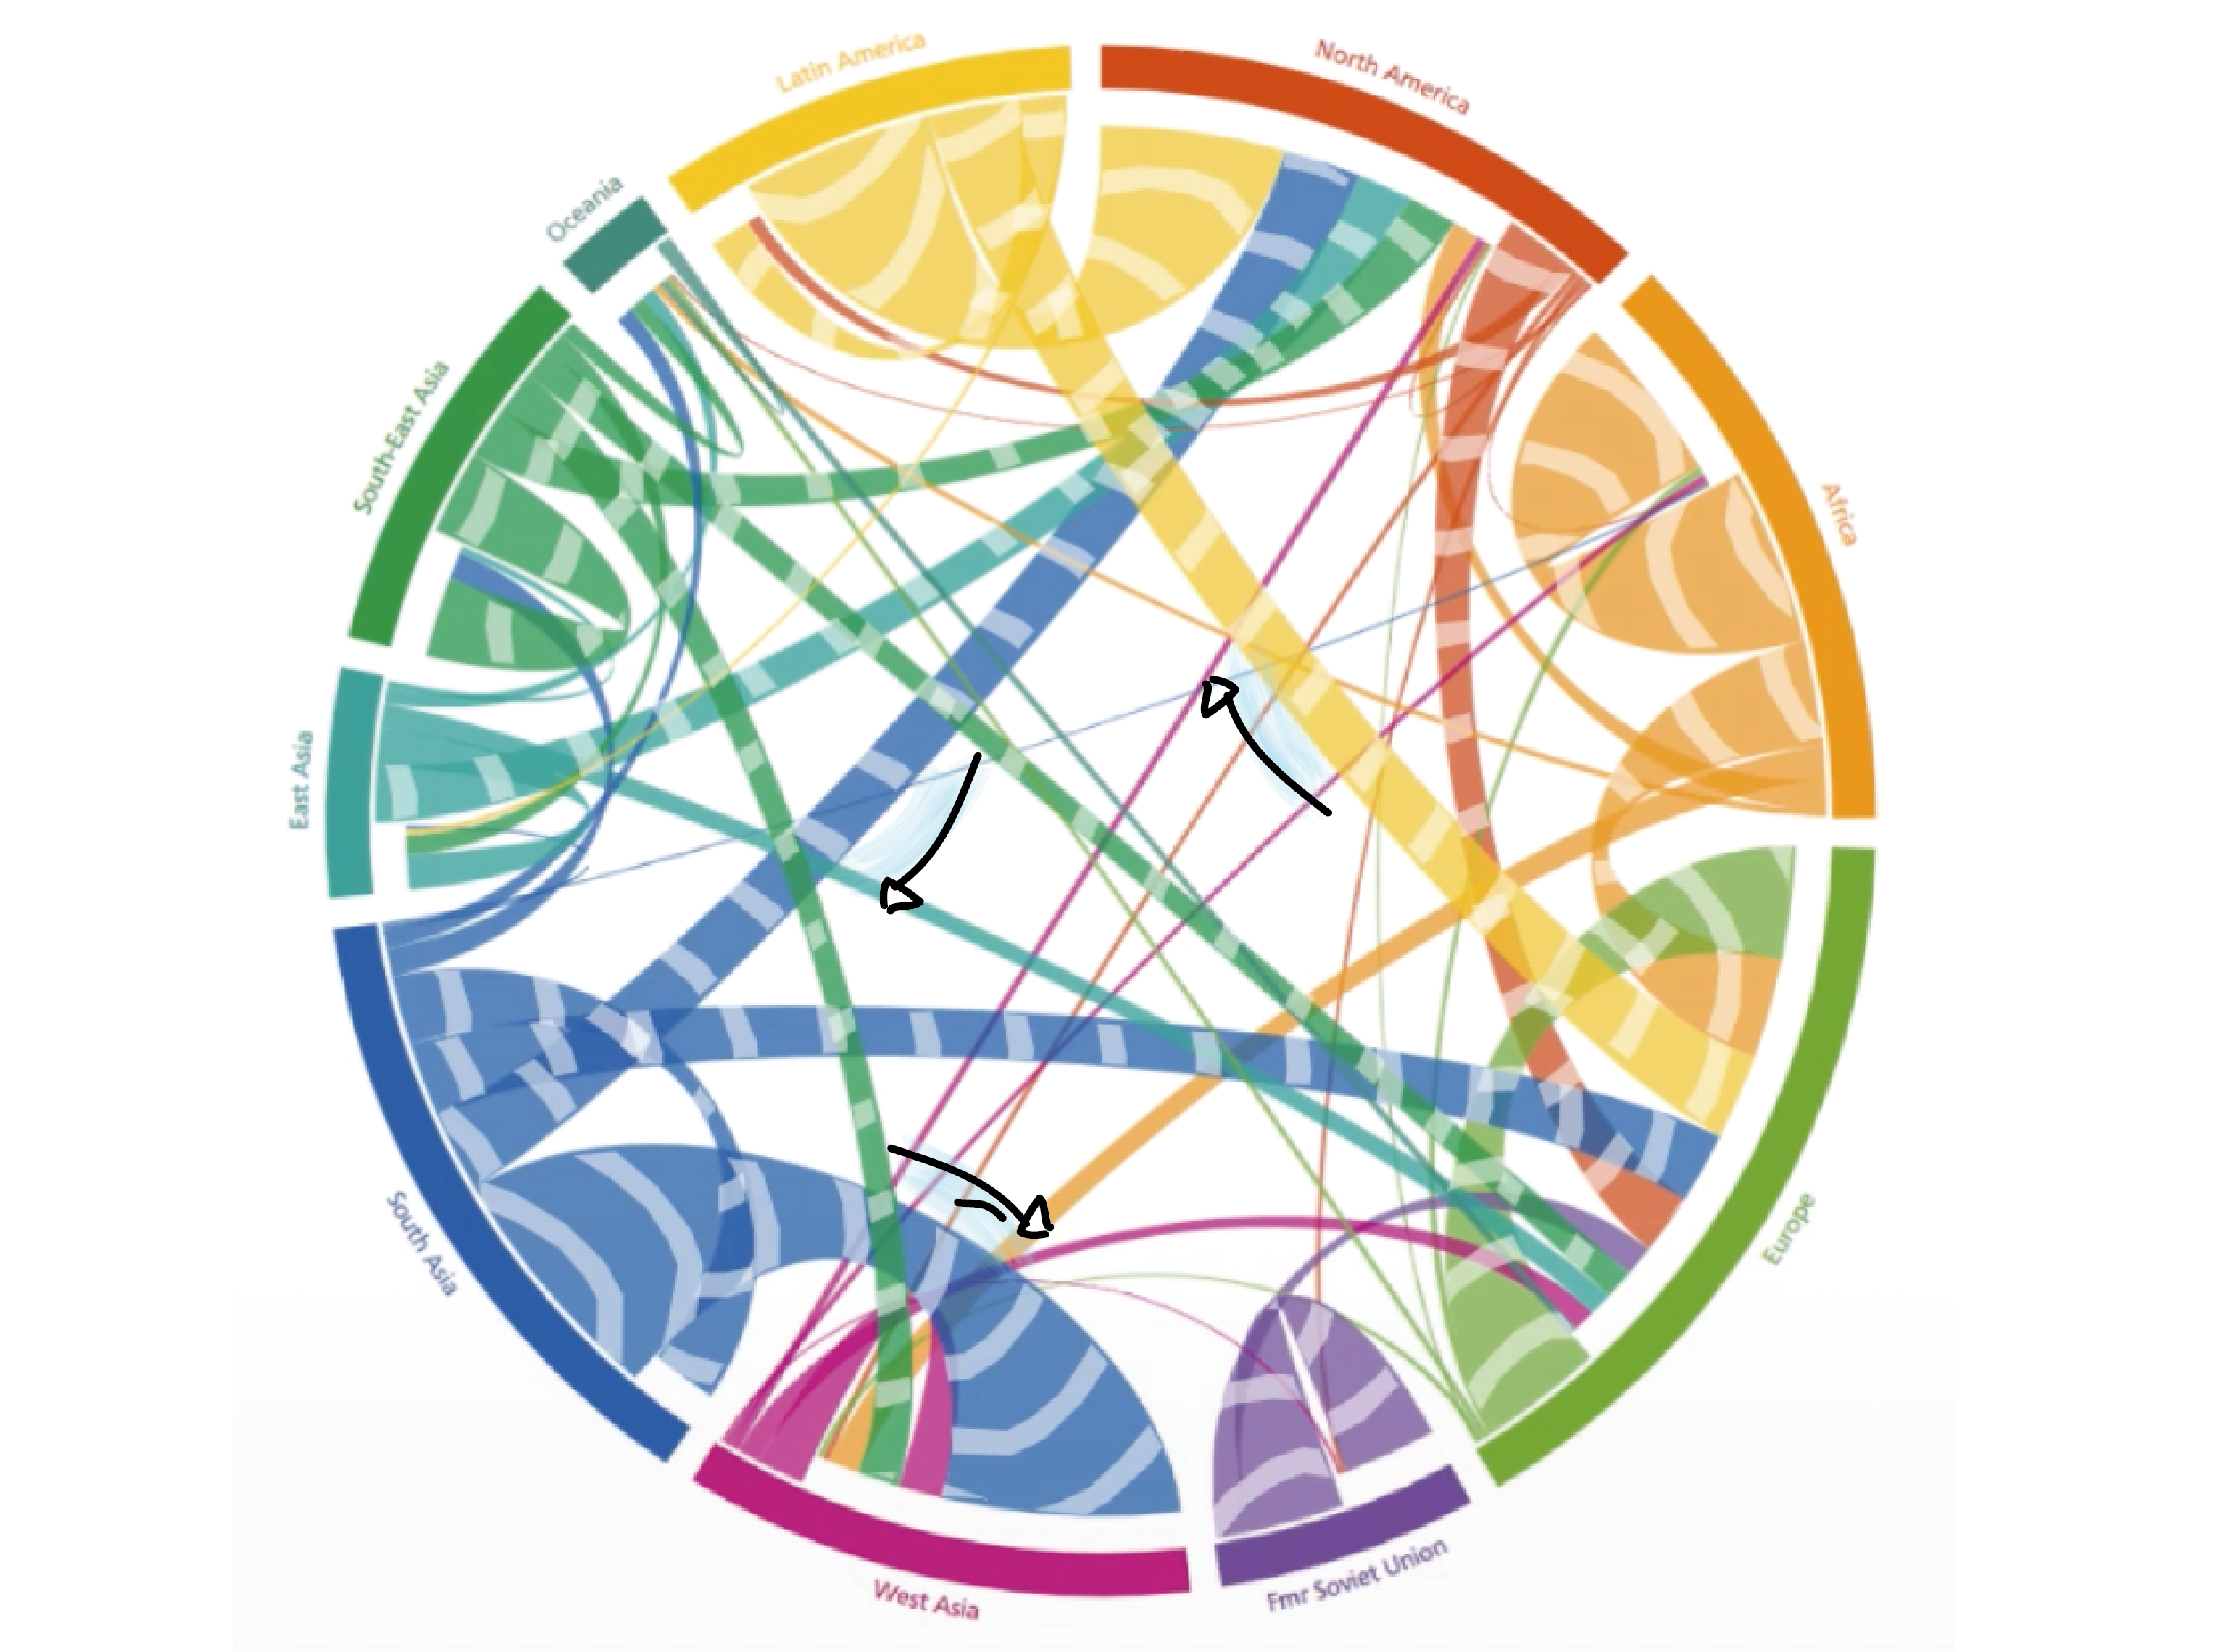 Latin America
North America
Oceania
South-East Asia
Africa
East Asia
South Asia
Europe
West Asia
Fmr Soviet Union